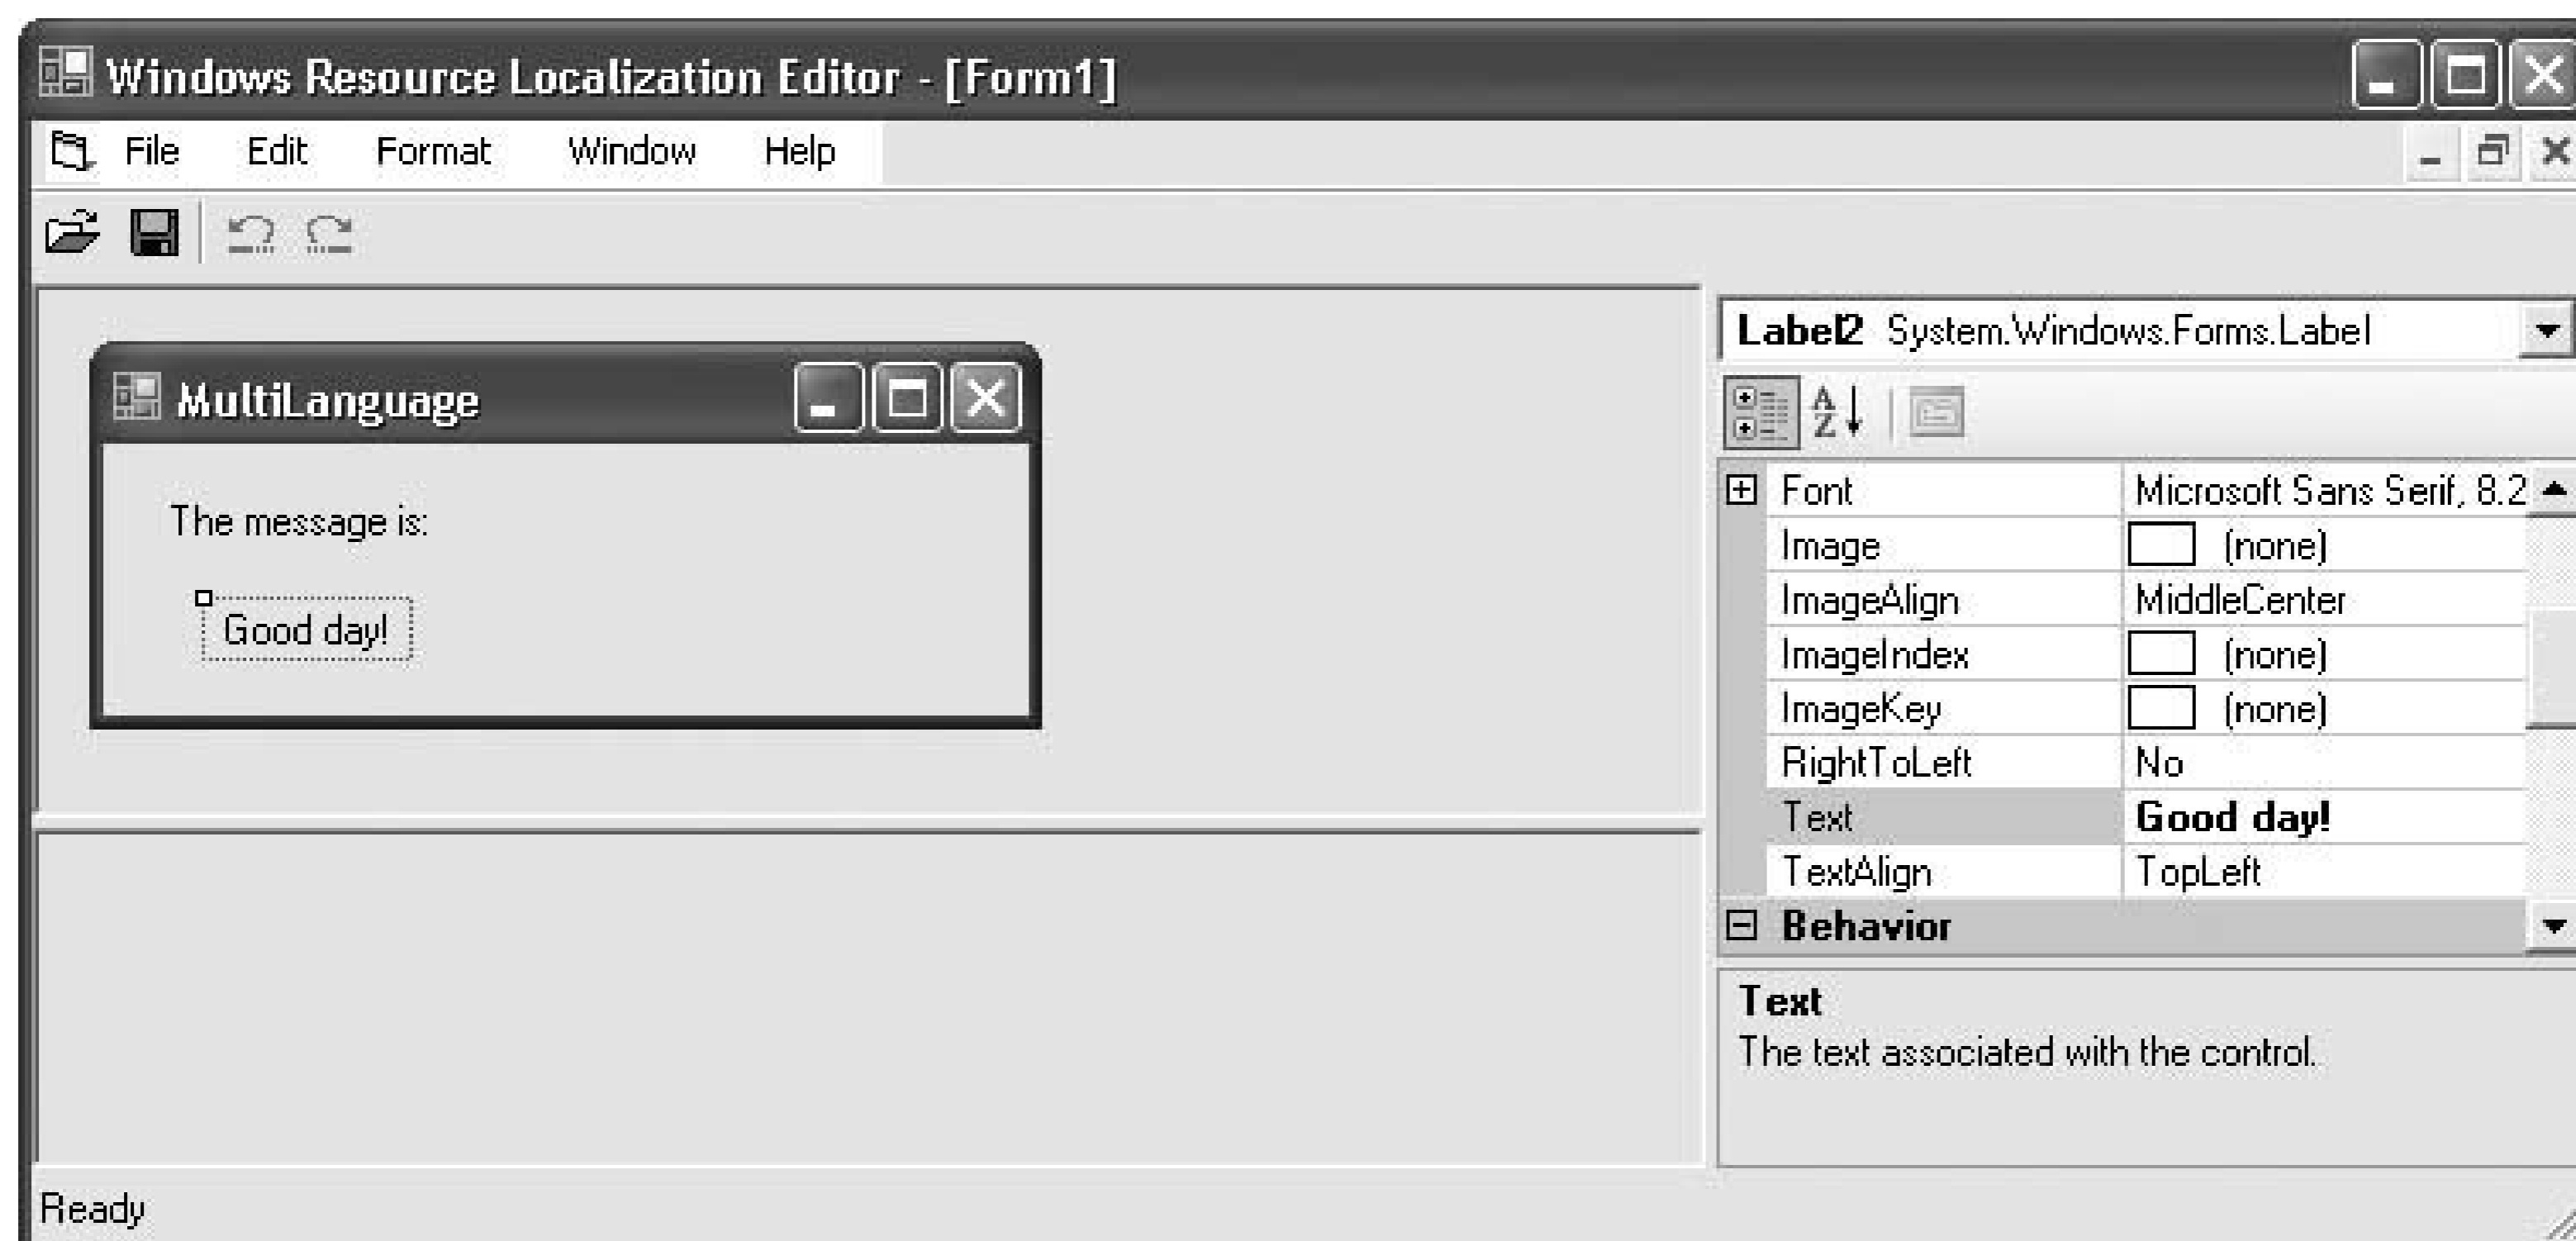 Windows Resource Localization Editor - [Form1]
File Edit Format Window Help
MultiLanguage
The message is:
Good day!
Label2 System.Windows.Forms.Label
A
Z
Font Microsoft Sans Serif, 8.2
Image (none)
ImageAlign MiddleCenter
ImageIndex (none)
ImageKey (none)
RightToLeft No
Text Good day!
TextAlign TopLeft
Behavior
Text
The text associated with the control.
Ready